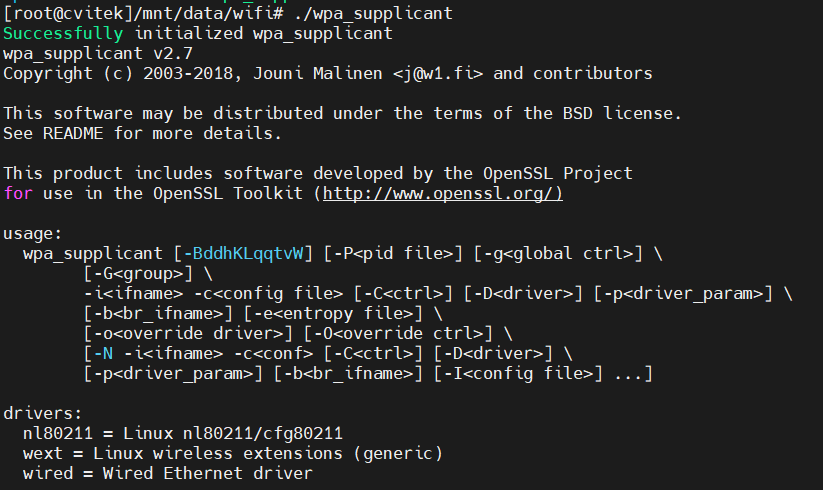 [root@cvitek]/mnt/data/wifi# ./wpa_supplicant
Successfully initialized wpa_supplicant
wpa_supplicant v2.7
Copyright (c) 2003-2018, Jouni Malinen <j@w1.fi> and contributors

This software may be distributed under the terms of the BSD license.
See README for more details.

This product includes software developed by the OpenSSL Project
for use in the OpenSSL Toolkit (http://www.openssl.org/)

usage:
  wpa_supplicant [-BddhKLqqtvW] [-P<pid file>] [-g<global ctrl>] \
        [-G<group>] \
        -i<ifname> -c<config file> [-C<ctrl>] [-D<driver>] [-p<driver_param>] \
        [-b<br_ifname>] [-e<entropy file>] \
        [-o<override driver>] [-O<override ctrl>] \
        [-N -i<ifname> -c<conf> [-C<ctrl>] [-D<driver>] \
        [-p<driver_param>] [-b<br_ifname>] [-I<config file>] ...]

drivers:
  nl80211 = Linux nl80211/cfg80211
  wext = Linux wireless extensions (generic)
  wired = Wired Ethernet driver